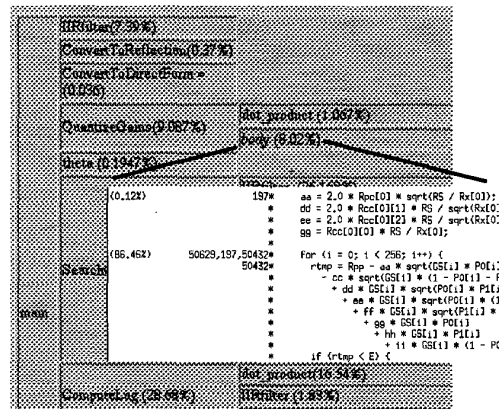 IIRfilter(7.39%)
ConvertToReflection(0.37%)
ConvertToDirectForm =
(0.036)
QuantizeGains(9.087%)
dot_product (1.067%)
body (8.02%)
theta (0.1947%)
(0.12%) 197* aa = 2.0 * Rpc[0] * sqrt(RS / Rx[0]);
* dd = 2.0 * Rcc[0][1] * RS / sqrt(Rx[0]
* ee = 2.0 * Rcc[0][2] * RS / sqrt(Rx[0]
* gg = Rcc[0][0] * RS / Rx[0];
(86.46%) 50629,197,50432* for (i = 0; i < 256; i++) {
50432* rtmp = Rpp - aa * sqrt(GS[i] * P0[i]
* - cc * sqrt(GS[i] * (1 - P0[i] - P
* + dd * GS[i] * sqrt(P0[i] * P1[i
* + ee * GS[i] * sqrt(P0[i] * (1
* + ff * GS[i] * sqrt(P1[i] *
* + gg * GS[i] * P0[i]
* + hh * GS[i] * P1[i]
* + ii * GS[i] * (1 - P0
* if (rtmp < E) {
Search
main
dot_product(16.54%)
ComputeLag (28.68%)
IIRfilter (1.83%)